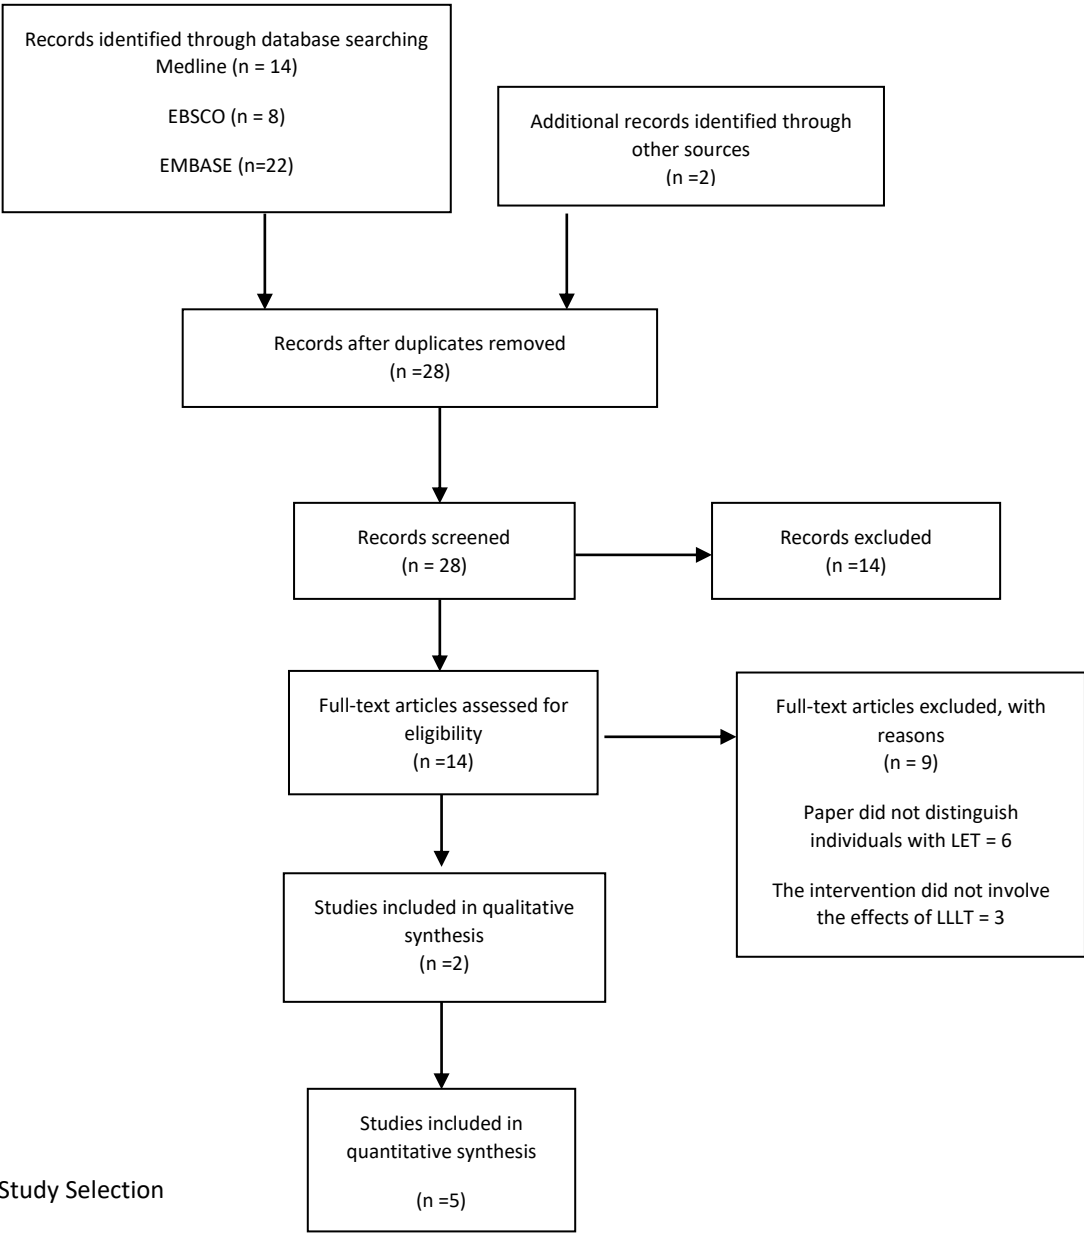 Records identified through database searching
Medline (n = 14)
EBSCO (n = 8)
EMBASE (n=22)
Additional records identified through
other sources
(n =2)
Records after duplicates removed
(n =28)
Records screened
(n = 28)
Records excluded
(n =14)
Full-text articles assessed for
eligibility
(n =14)
Full-text articles excluded, with
reasons
(n = 9)
Paper did not distinguish
individuals with LET = 6
The intervention did not involve
the effects of LLLT = 3
Studies included in qualitative
synthesis
(n =2)
Studies included in
quantitative synthesis
(n =5)
Study Selection